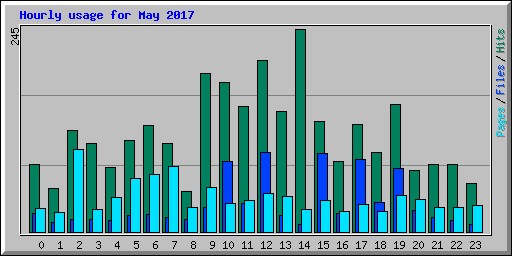 Hourly usage for May 2017
245
Pages/Files/Hits
0 1 2 3 4 5 6 7 8 9 10 11 12 13 14 15 16 17 18 19 20 21 22 23